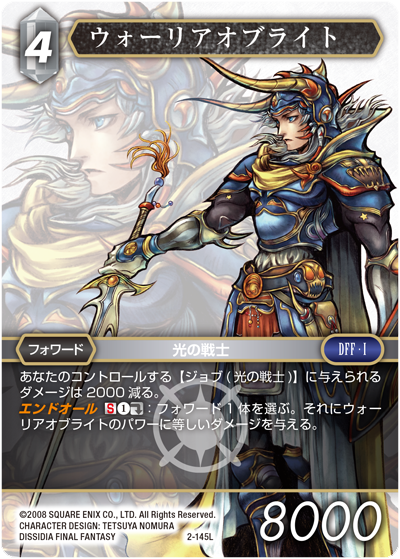 4
ウォーリアオブライト
フォワード
光の戦士
DFF・I
あなたのコントロールする【ジョブ(光の戦士)】に与えられる
ダメージは 2000 減る。
エンドオール S 1 :フォワード1体を選ぶ。それにウォー
リアオブライトのパワーに等しいダメージを与える。
©2008 SQUARE ENIX CO., LTD. All Rights Reserved.
CHARACTER DESIGN: TETSUYA NOMURA
DISSIDIA FINAL FANTASY
2-145L
8000